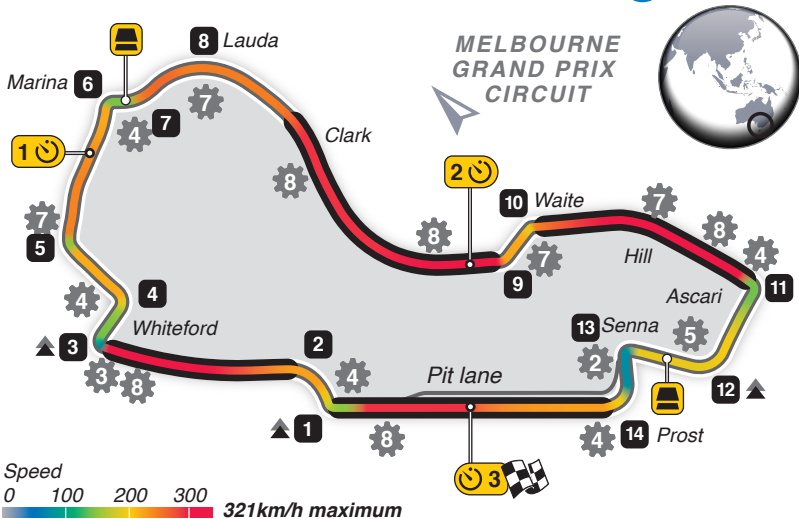 MELBOURNE
GRAND PRIX
CIRCUIT
8 Lauda
Marina 6
7
4
7
1
Clark
8
2
10 Waite
7
8
7
8
4
5
7
9
Hill
Ascari
11
4
4
Whiteford
3
3
8
2
4
Pit lane
13 Senna
5
2
12
1
8
4
14 Prost
3
Speed
0 100 200 300
321km/h maximum